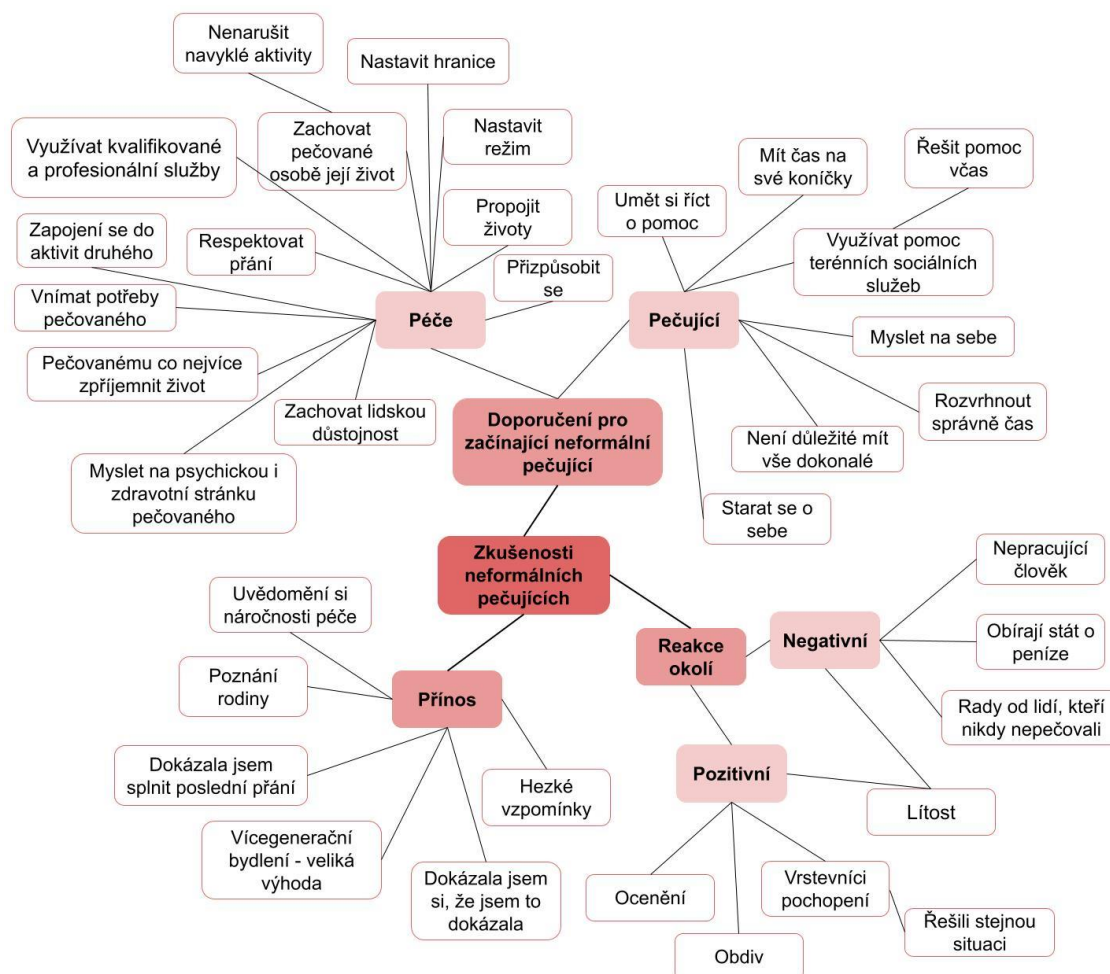 Nenarušit
navyklé aktivity
Nastavit hranice
Využívat kvalifikované
a profesionální služby
Zachovat
pečované
osobě její život
Nastavit
režim
Propojit
životy
Zapojení se do
aktivit druhého
Respektovat
přání
Přizpůsobit
se
Vnímat potřeby
pečovaného
Péče
Pečovanému co nejvíce
zpříjemnit život
Zachovat lidskou
důstojnost
Myslet na psychickou i
zdravotní stránku
pečovaného
Umět si říct
o pomoc
Mít čas na
své koníčky
Řešit pomoc
včas
Využívat pomoc
terénních sociálních
služeb
Pečující
Myslet na sebe
Rozvrhnout
správně čas
Není důležité mít
vše dokonalé
Starat se o
sebe
Doporučení pro
začínající neformální
pečující
Zkušenosti
neformálních
pečujících
Uvědomění si
náročnosti péče
Poznání
rodiny
Přínos
Dokázala jsem
splnit poslední přání
Hezké
vzpomínky
Vícegenerační
bydlení - veliká
výhoda
Dokázala jsem
si, že jsem to
dokázala
Reakce
okolí
Negativní
Nepracující
člověk
Obírají stát o
peníze
Rady od lidí, kteří
nikdy nepečovali
Pozitivní
Lítost
Ocenění
Obdiv
Vrstevníci
pochopení
Řešili stejnou
situaci